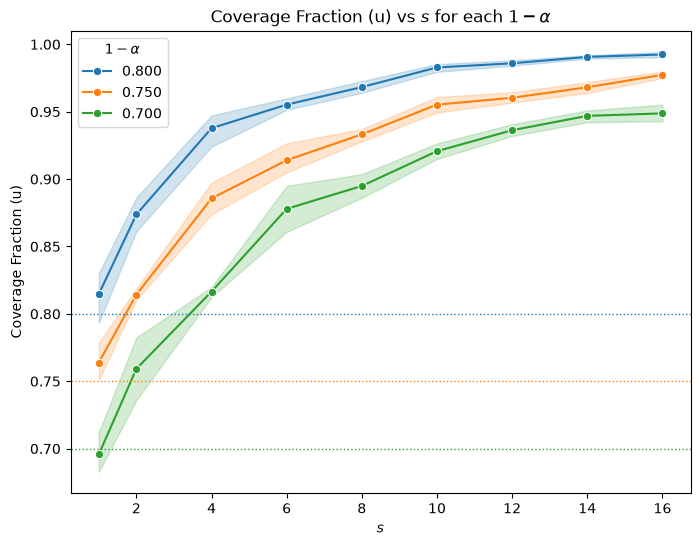 Coverage Fraction (u) vs s for each 1 − α
1 − α
0.800
0.750
0.700
Coverage Fraction (u)
1.00
0.95
0.90
0.85
0.80
0.75
0.70
2 4 6 8 10 12 14 16
s